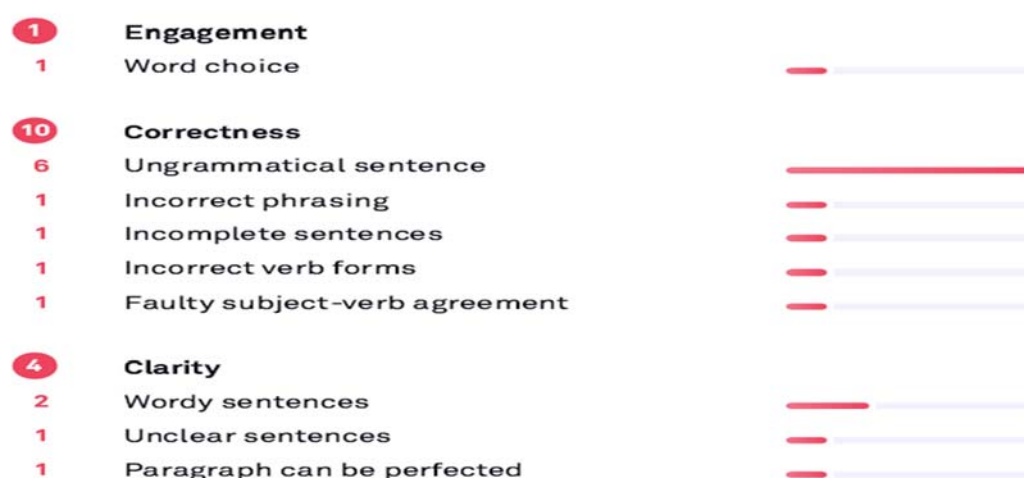 1 Engagement
1 Word choice
10 Correctness
6 Ungrammatical sentence
1 Incorrect phrasing
1 Incomplete sentences
1 Incorrect verb forms
1 Faulty subject-verb agreement
4 Clarity
2 Wordy sentences
1 Unclear sentences
1 Paragraph can be perfected